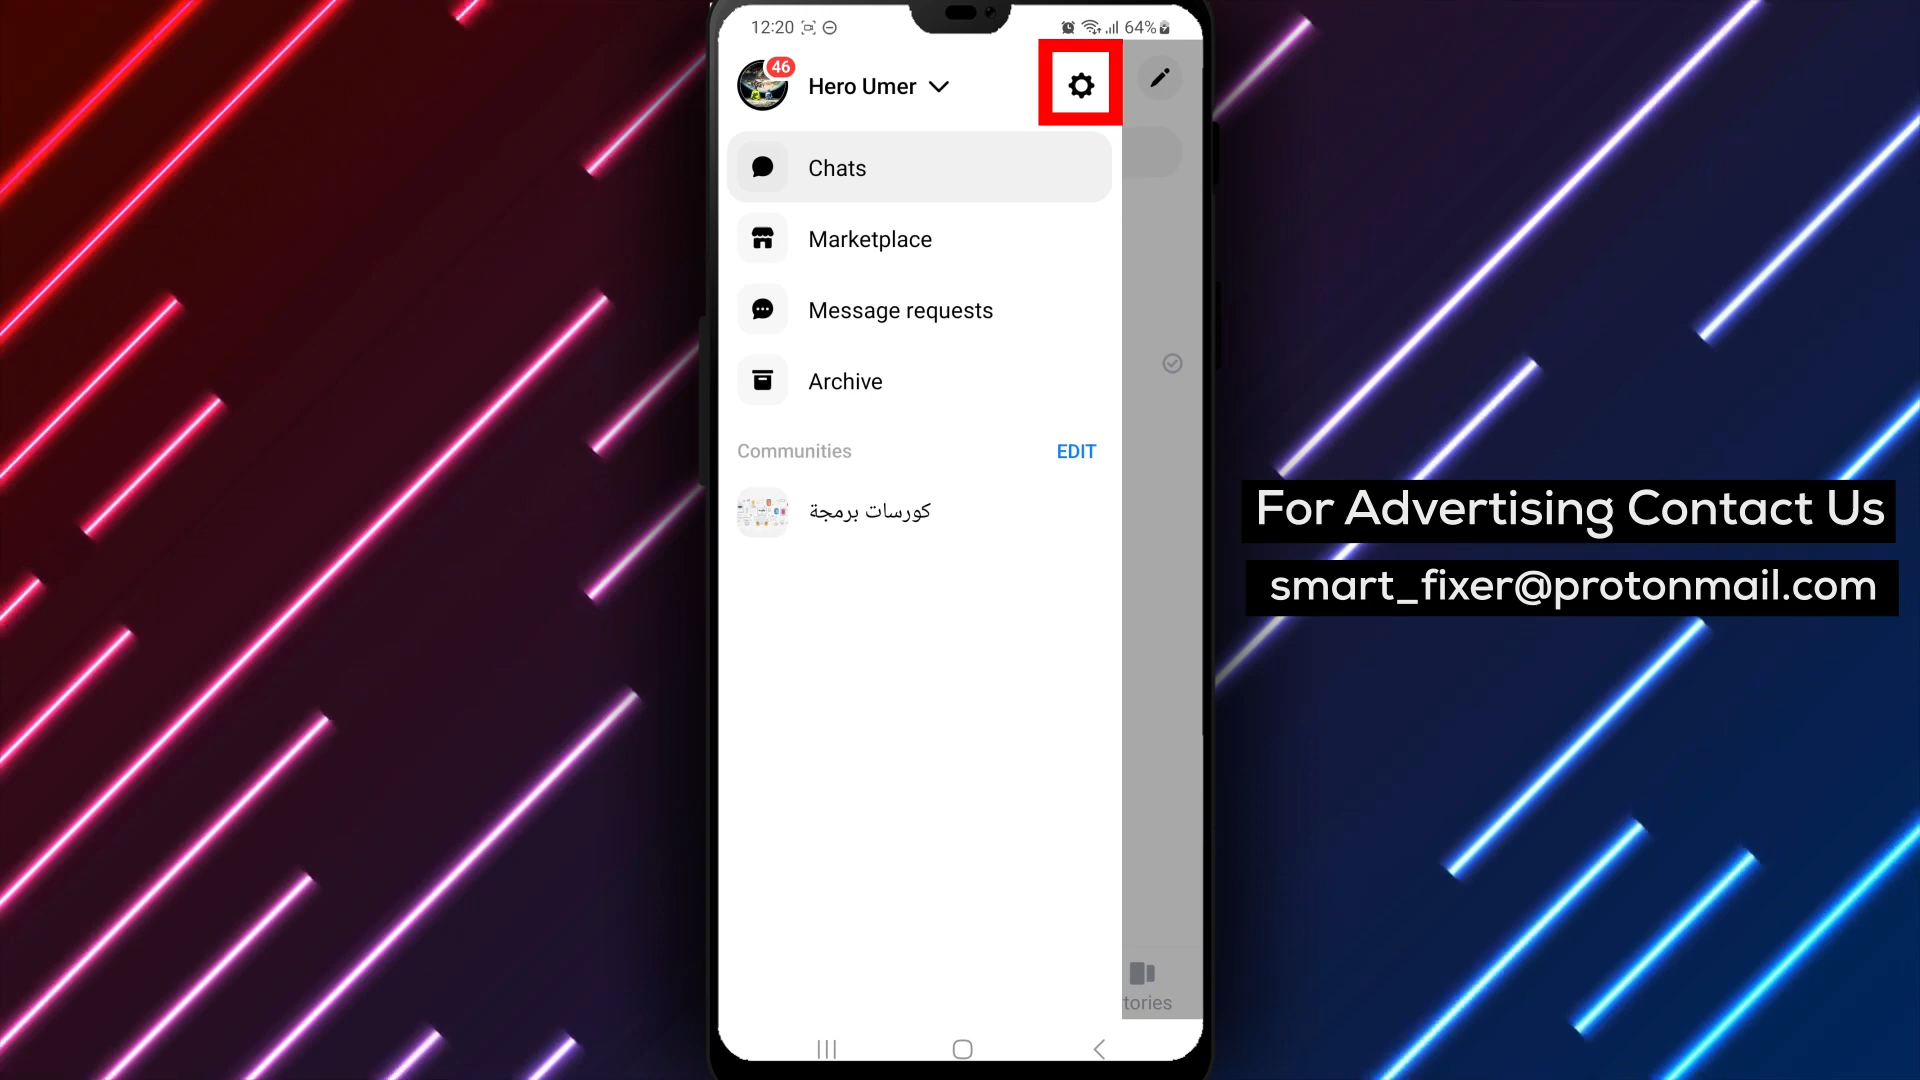 12:20
64%
46
Hero Umer
Chats
Marketplace
Message requests
Archive
Communities
EDIT
كورسات برمجة
tories
For Advertising Contact Us
smart_fixer@protonmail.com